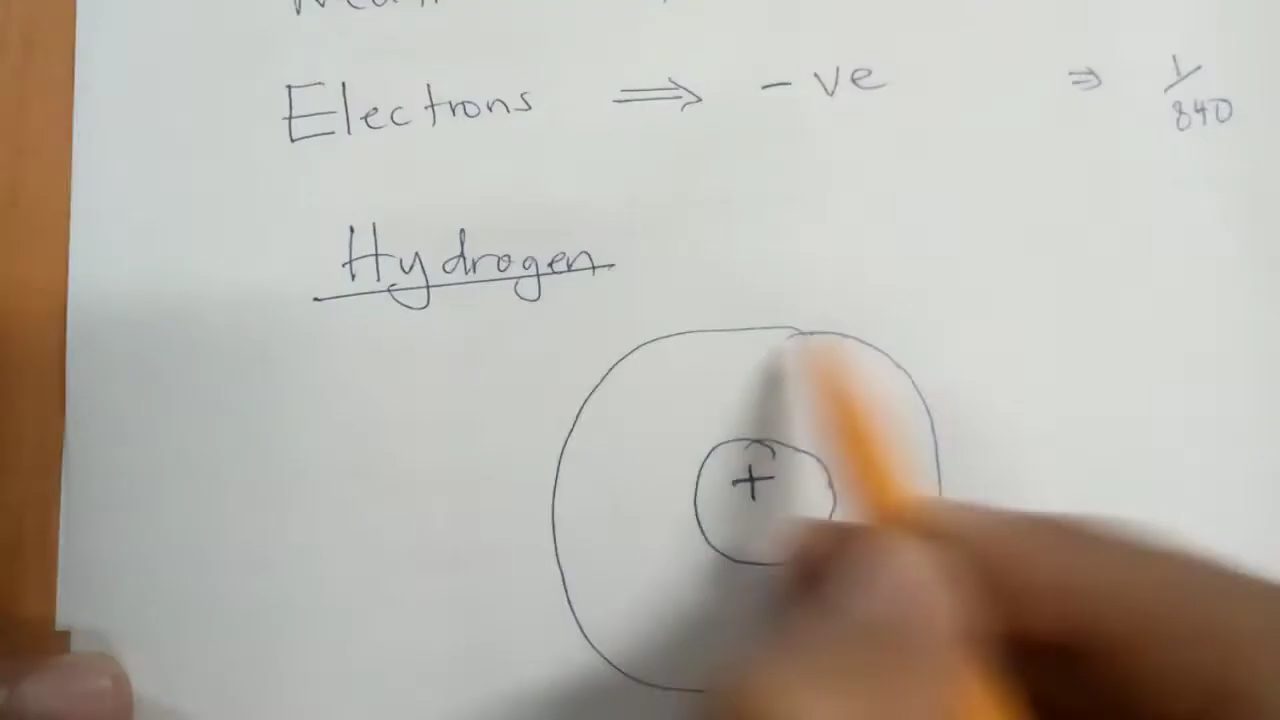 Electrons ⇒ -ve ⇒ 1/840
Hydrogen
+